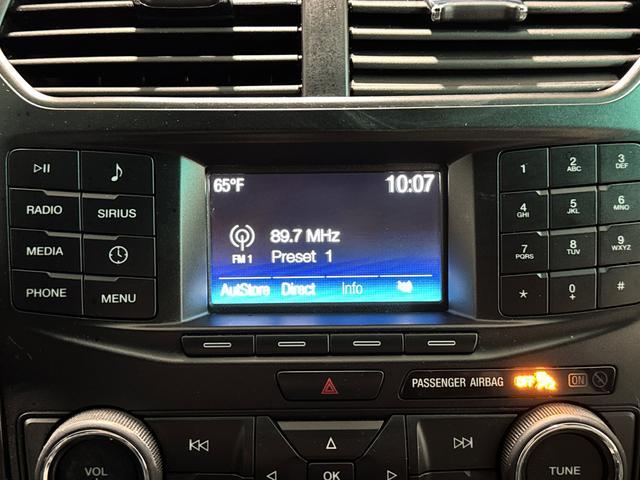 65°F
10:07
89.7 MHz
FM 1
Preset 1
AutStore Direct Info
RADIO
SIRIUS
MEDIA
PHONE
MENU
1
2 ABC
3 DEF
4 GHI
5 JKL
6 MNO
7 PQRS
8 TUV
9 WXYZ
*
0 +
#
PASSENGER AIRBAG OFF ON
VOL
OK
TUNE